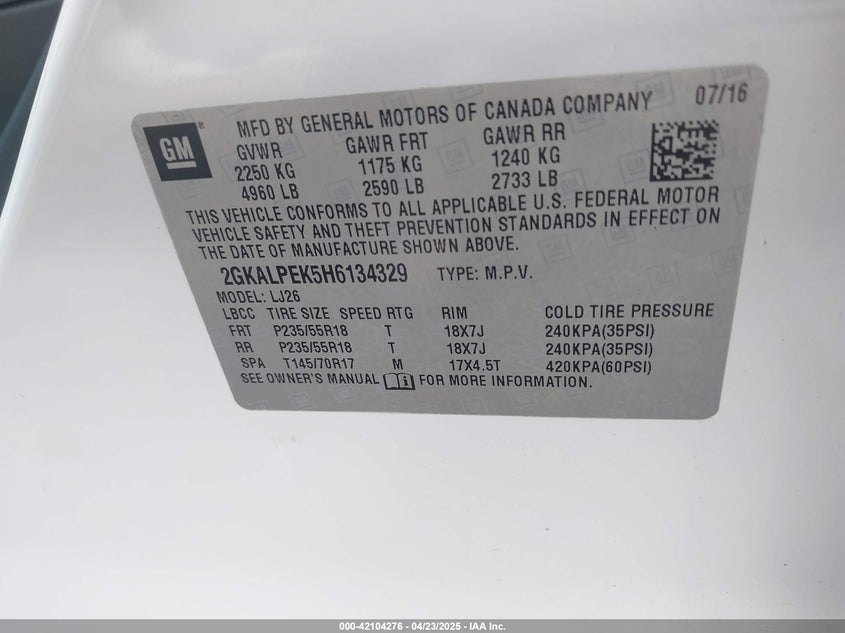 GM ®
MFD BY GENERAL MOTORS OF CANADA COMPANY 07/16
GVWR GAWR FRT GAWR RR
2250 KG 1175 KG 1240 KG
4960 LB 2590 LB 2733 LB
THIS VEHICLE CONFORMS TO ALL APPLICABLE U.S. FEDERAL MOTOR
VEHICLE SAFETY AND THEFT PREVENTION STANDARDS IN EFFECT ON
THE DATE OF MANUFACTURE SHOWN ABOVE.
2GKALPEK5H6134329 TYPE: M.P.V.
MODEL: LJ26
LBCC TIRE SIZE SPEED RTG RIM COLD TIRE PRESSURE
FRT P235/55R18 T 18X7J 240KPA(35PSI)
RR P235/55R18 T 18X7J 240KPA(35PSI)
SPA T145/70R17 M 17X4.5T 420KPA(60PSI)
SEE OWNER'S MANUAL FOR MORE INFORMATION.
000-42104276 - 04/23/2025 - IAA Inc.